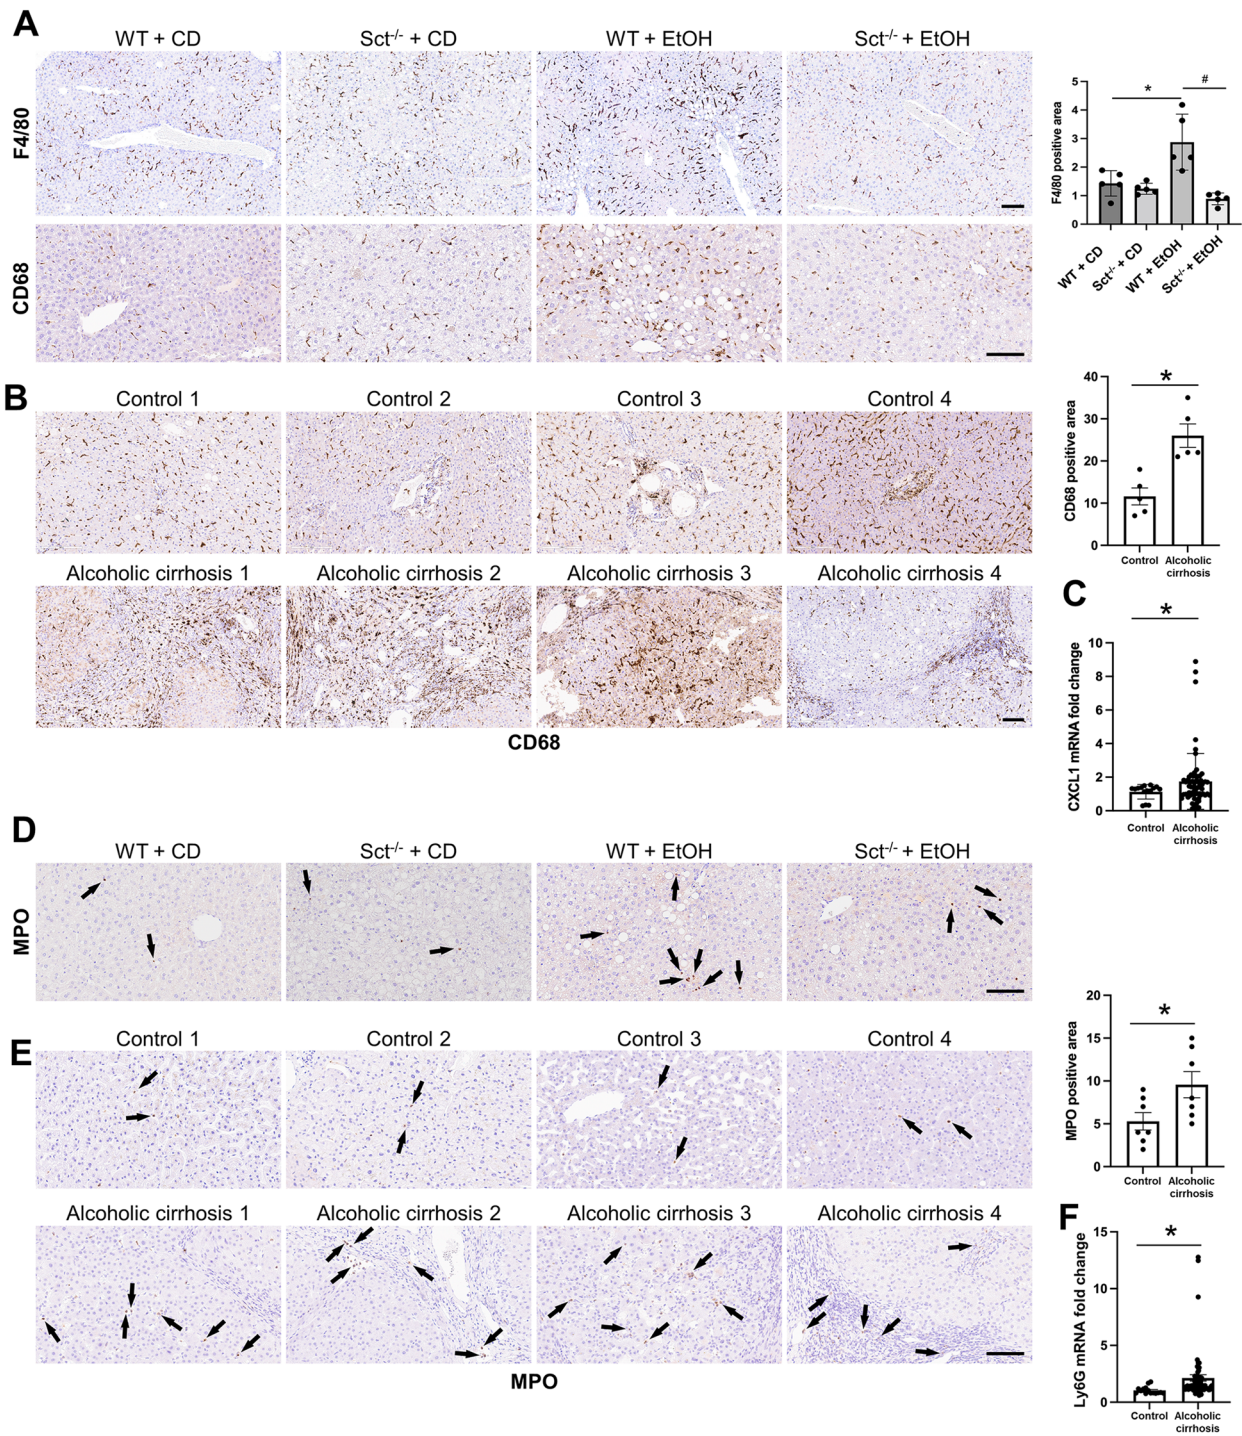 A
WT + CD
Sct-/- + CD
WT + EtOH
Sct-/- + EtOH
F4/80
CD68
F4/80 positive area
5
4
3
2
1
0
*
#
WT + CD
Sct-/- + CD
WT + EtOH
Sct-/- + EtOH
B
Control 1
Control 2
Control 3
Control 4
Alcoholic cirrhosis 1
Alcoholic cirrhosis 2
Alcoholic cirrhosis 3
Alcoholic cirrhosis 4
CD68
CD68 positive area
40
30
20
10
0
*
Control
Alcoholic
cirrhosis
C
CXCL1 mRNA fold change
10
8
6
4
2
0
*
Control
Alcoholic
cirrhosis
D
WT + CD
Sct-/- + CD
WT + EtOH
Sct-/- + EtOH
MPO
E
Control 1
Control 2
Control 3
Control 4
Alcoholic cirrhosis 1
Alcoholic cirrhosis 2
Alcoholic cirrhosis 3
Alcoholic cirrhosis 4
MPO
MPO positive area
20
15
10
5
0
*
Control
Alcoholic
cirrhosis
F
Ly6G mRNA fold change
15
10
5
0
*
Control
Alcoholic
cirrhosis